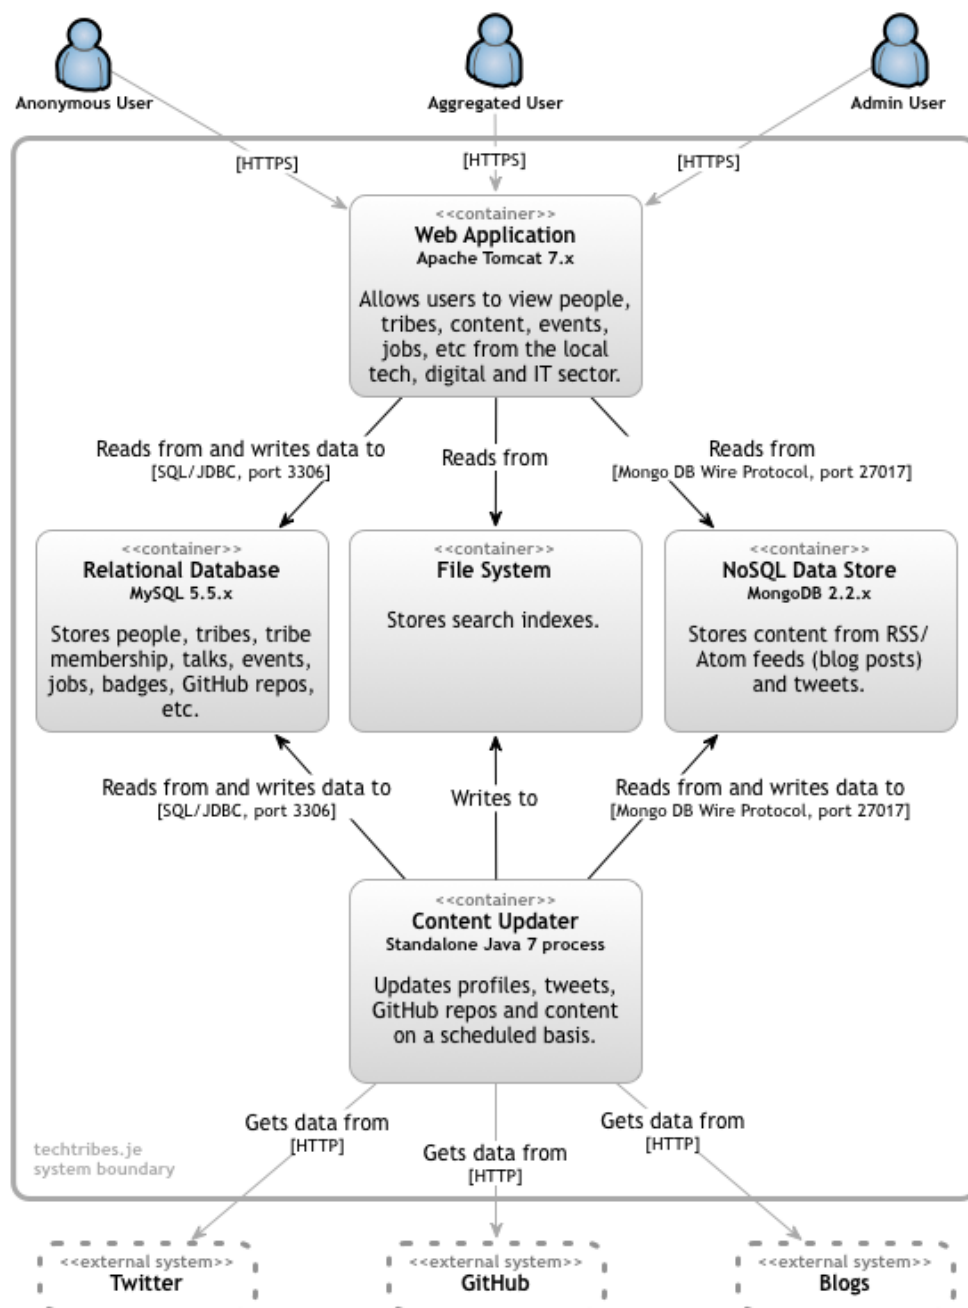 Anonymous User
Aggregated User
Admin User
[HTTPS]
[HTTPS]
[HTTPS]
<<container>>
Web Application
Apache Tomcat 7.x
Allows users to view people,
tribes, content, events,
jobs, etc from the local
tech, digital and IT sector.
Reads from and writes data to
[SQL/JDBC, port 3306]
Reads from
Reads from
[Mongo DB Wire Protocol, port 27017]
<<container>>
Relational Database
MySQL 5.5.x
Stores people, tribes, tribe
membership, talks, events,
jobs, badges, GitHub repos,
etc.
<<container>>
File System
Stores search indexes.
<<container>>
NoSQL Data Store
MongoDB 2.2.x
Stores content from RSS/
Atom feeds (blog posts)
and tweets.
Reads from and writes data to
[SQL/JDBC, port 3306]
Writes to
Reads from and writes data to
[Mongo DB Wire Protocol, port 27017]
<<container>>
Content Updater
Standalone Java 7 process
Updates profiles, tweets,
GitHub repos and content
on a scheduled basis.
Gets data from
[HTTP]
Gets data from
[HTTP]
Gets data from
[HTTP]
techtribes.je
system boundary
<<external system>>
Twitter
<<external system>>
GitHub
<<external system>>
Blogs